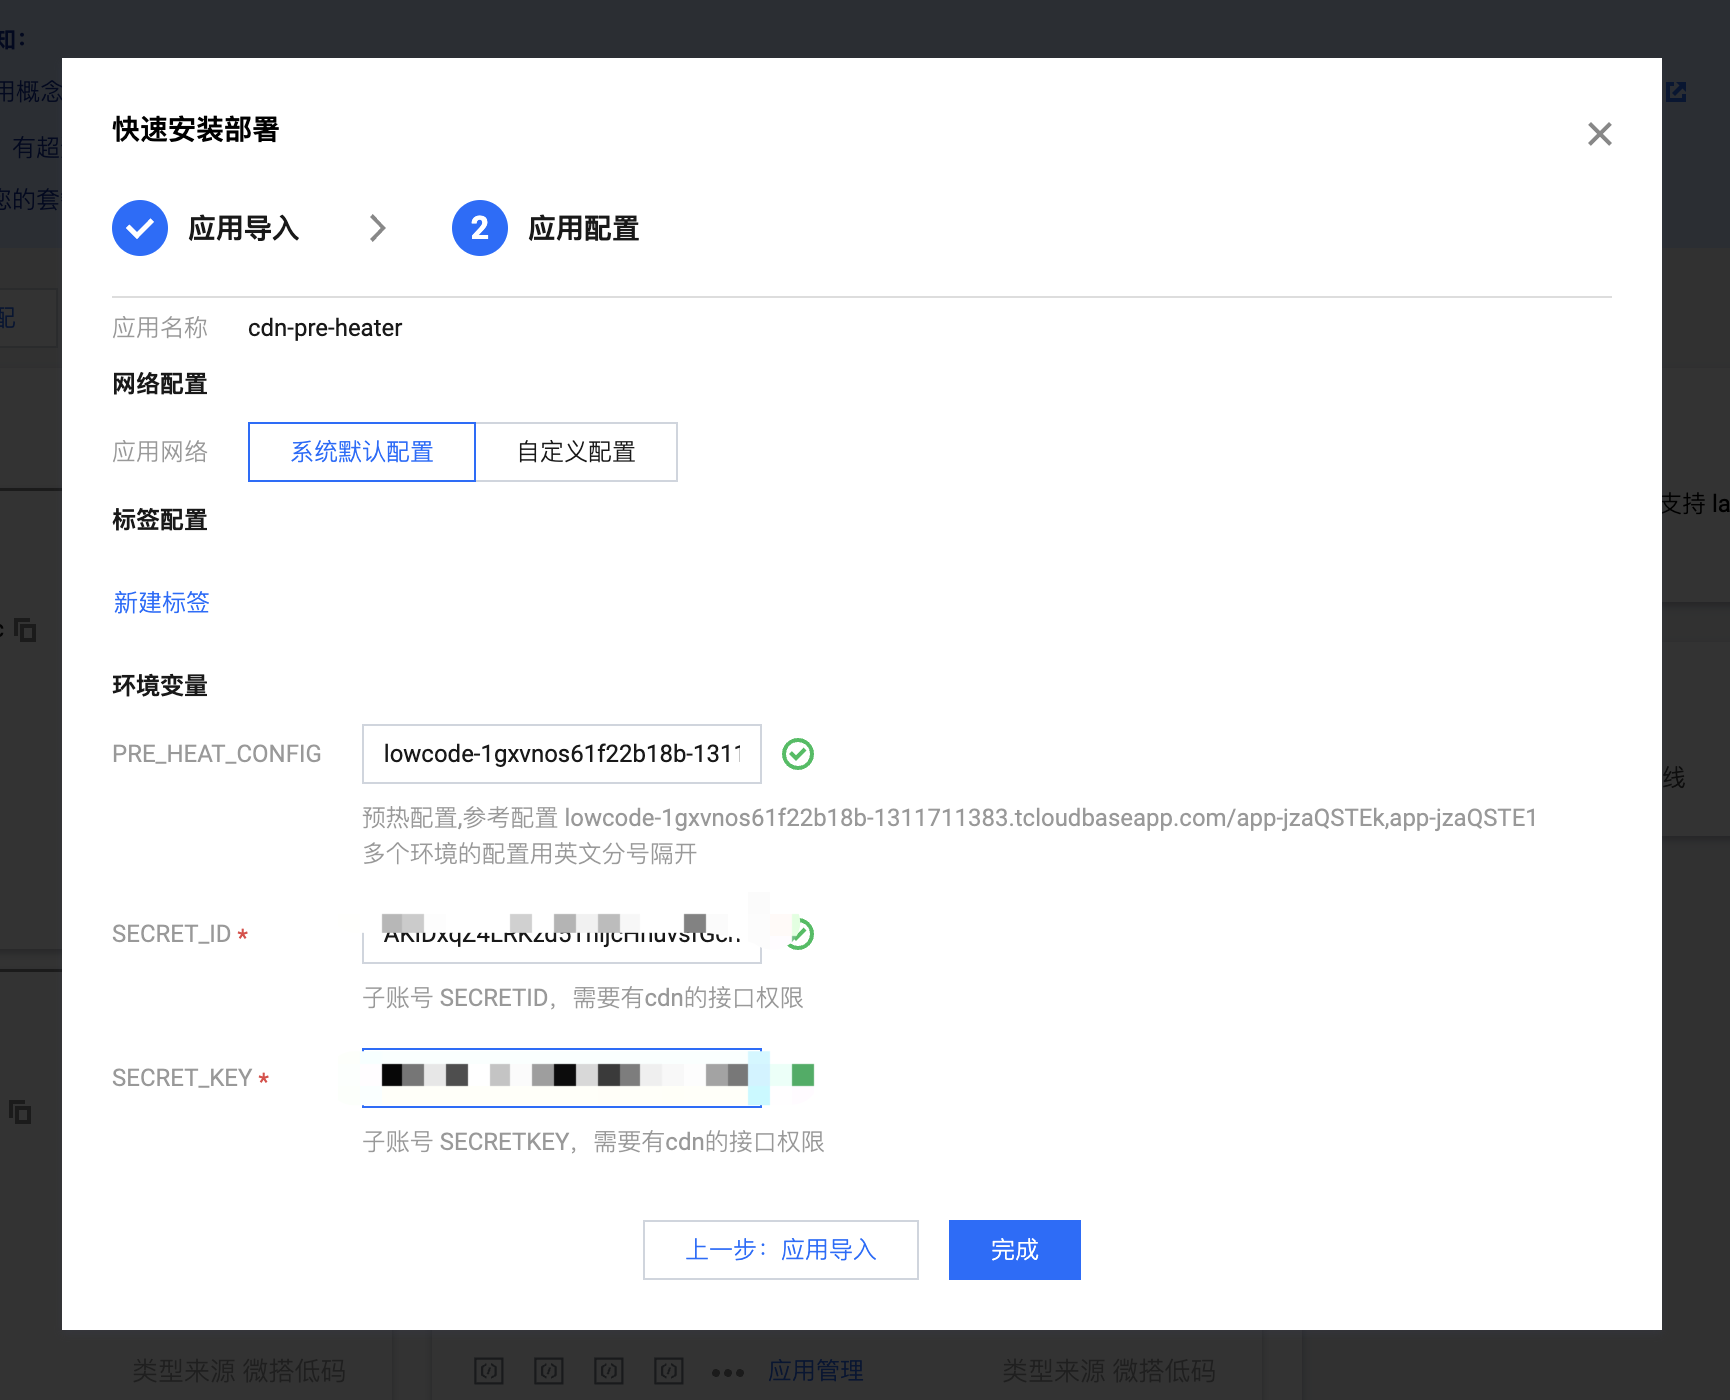 知：
用概念
有超
您的套
快速安装部署
应用导入
2 应用配置
配
应用名称 cdn-pre-heater
网络配置
应用网络 系统默认配置 自定义配置
标签配置
支持 la
新建标签
c
环境变量
PRE_HEAT_CONFIG lowcode-1gxvnos61f22b18b-1311
线
预热配置,参考配置 lowcode-1gxvnos61f22b18b-1311711383.tcloudbaseapp.com/app-jzaQSTEk,app-jzaQSTE1
多个环境的配置用英文分号隔开
SECRET_ID *
子账号 SECRETID，需要有cdn的接口权限
SECRET_KEY *
子账号 SECRETKEY，需要有cdn的接口权限
上一步：应用导入 完成
类型来源 微搭低码 应用管理 类型来源 微搭低码